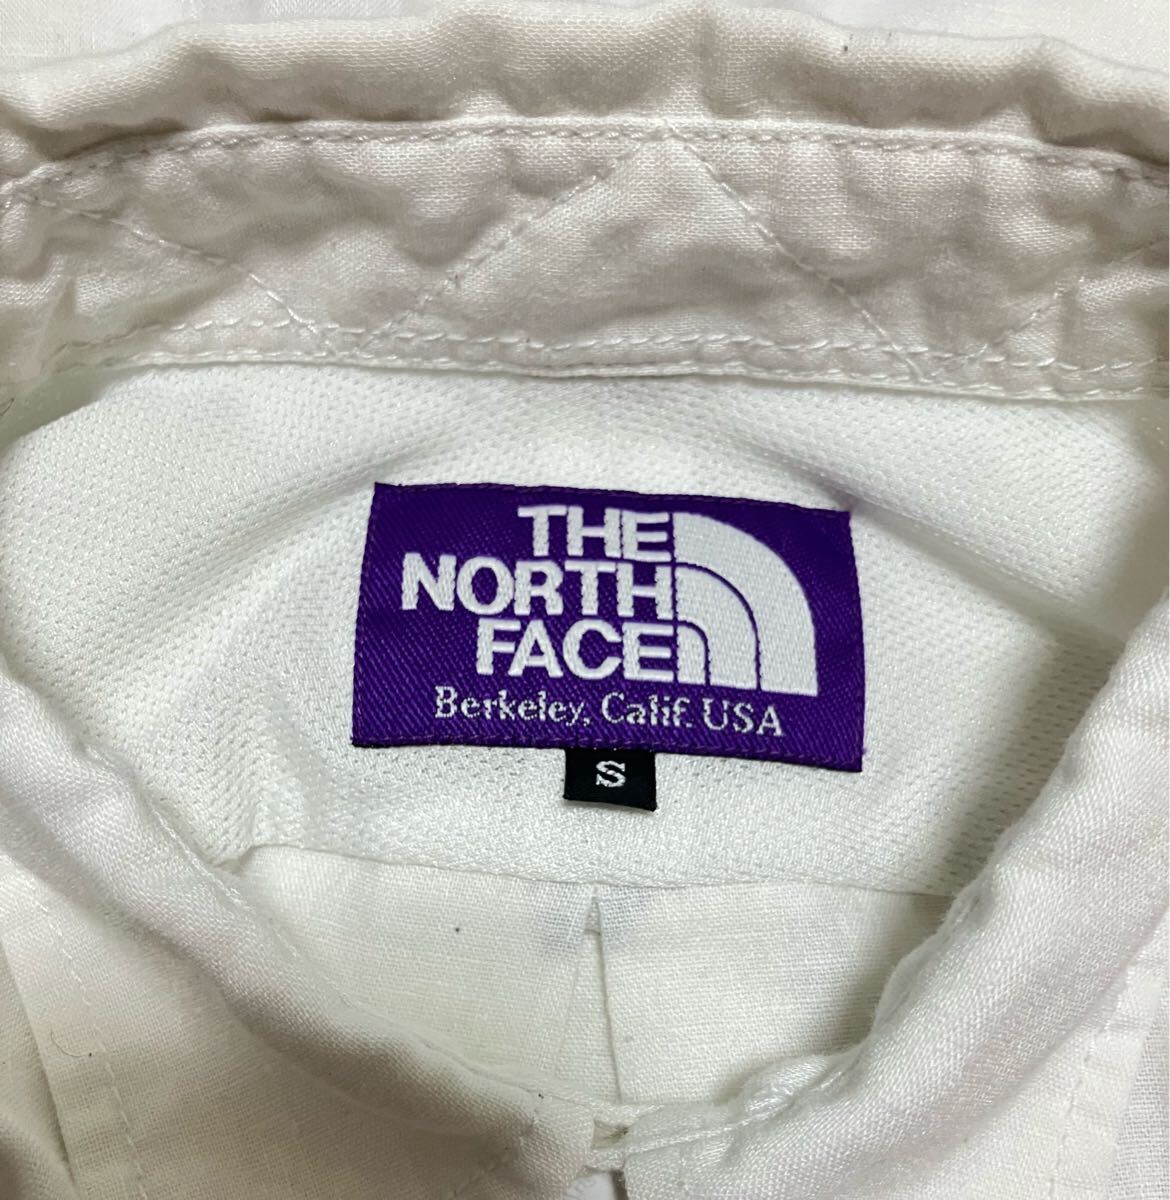 THE
NORTH
FACE
Berkeley, Calif. USA
S